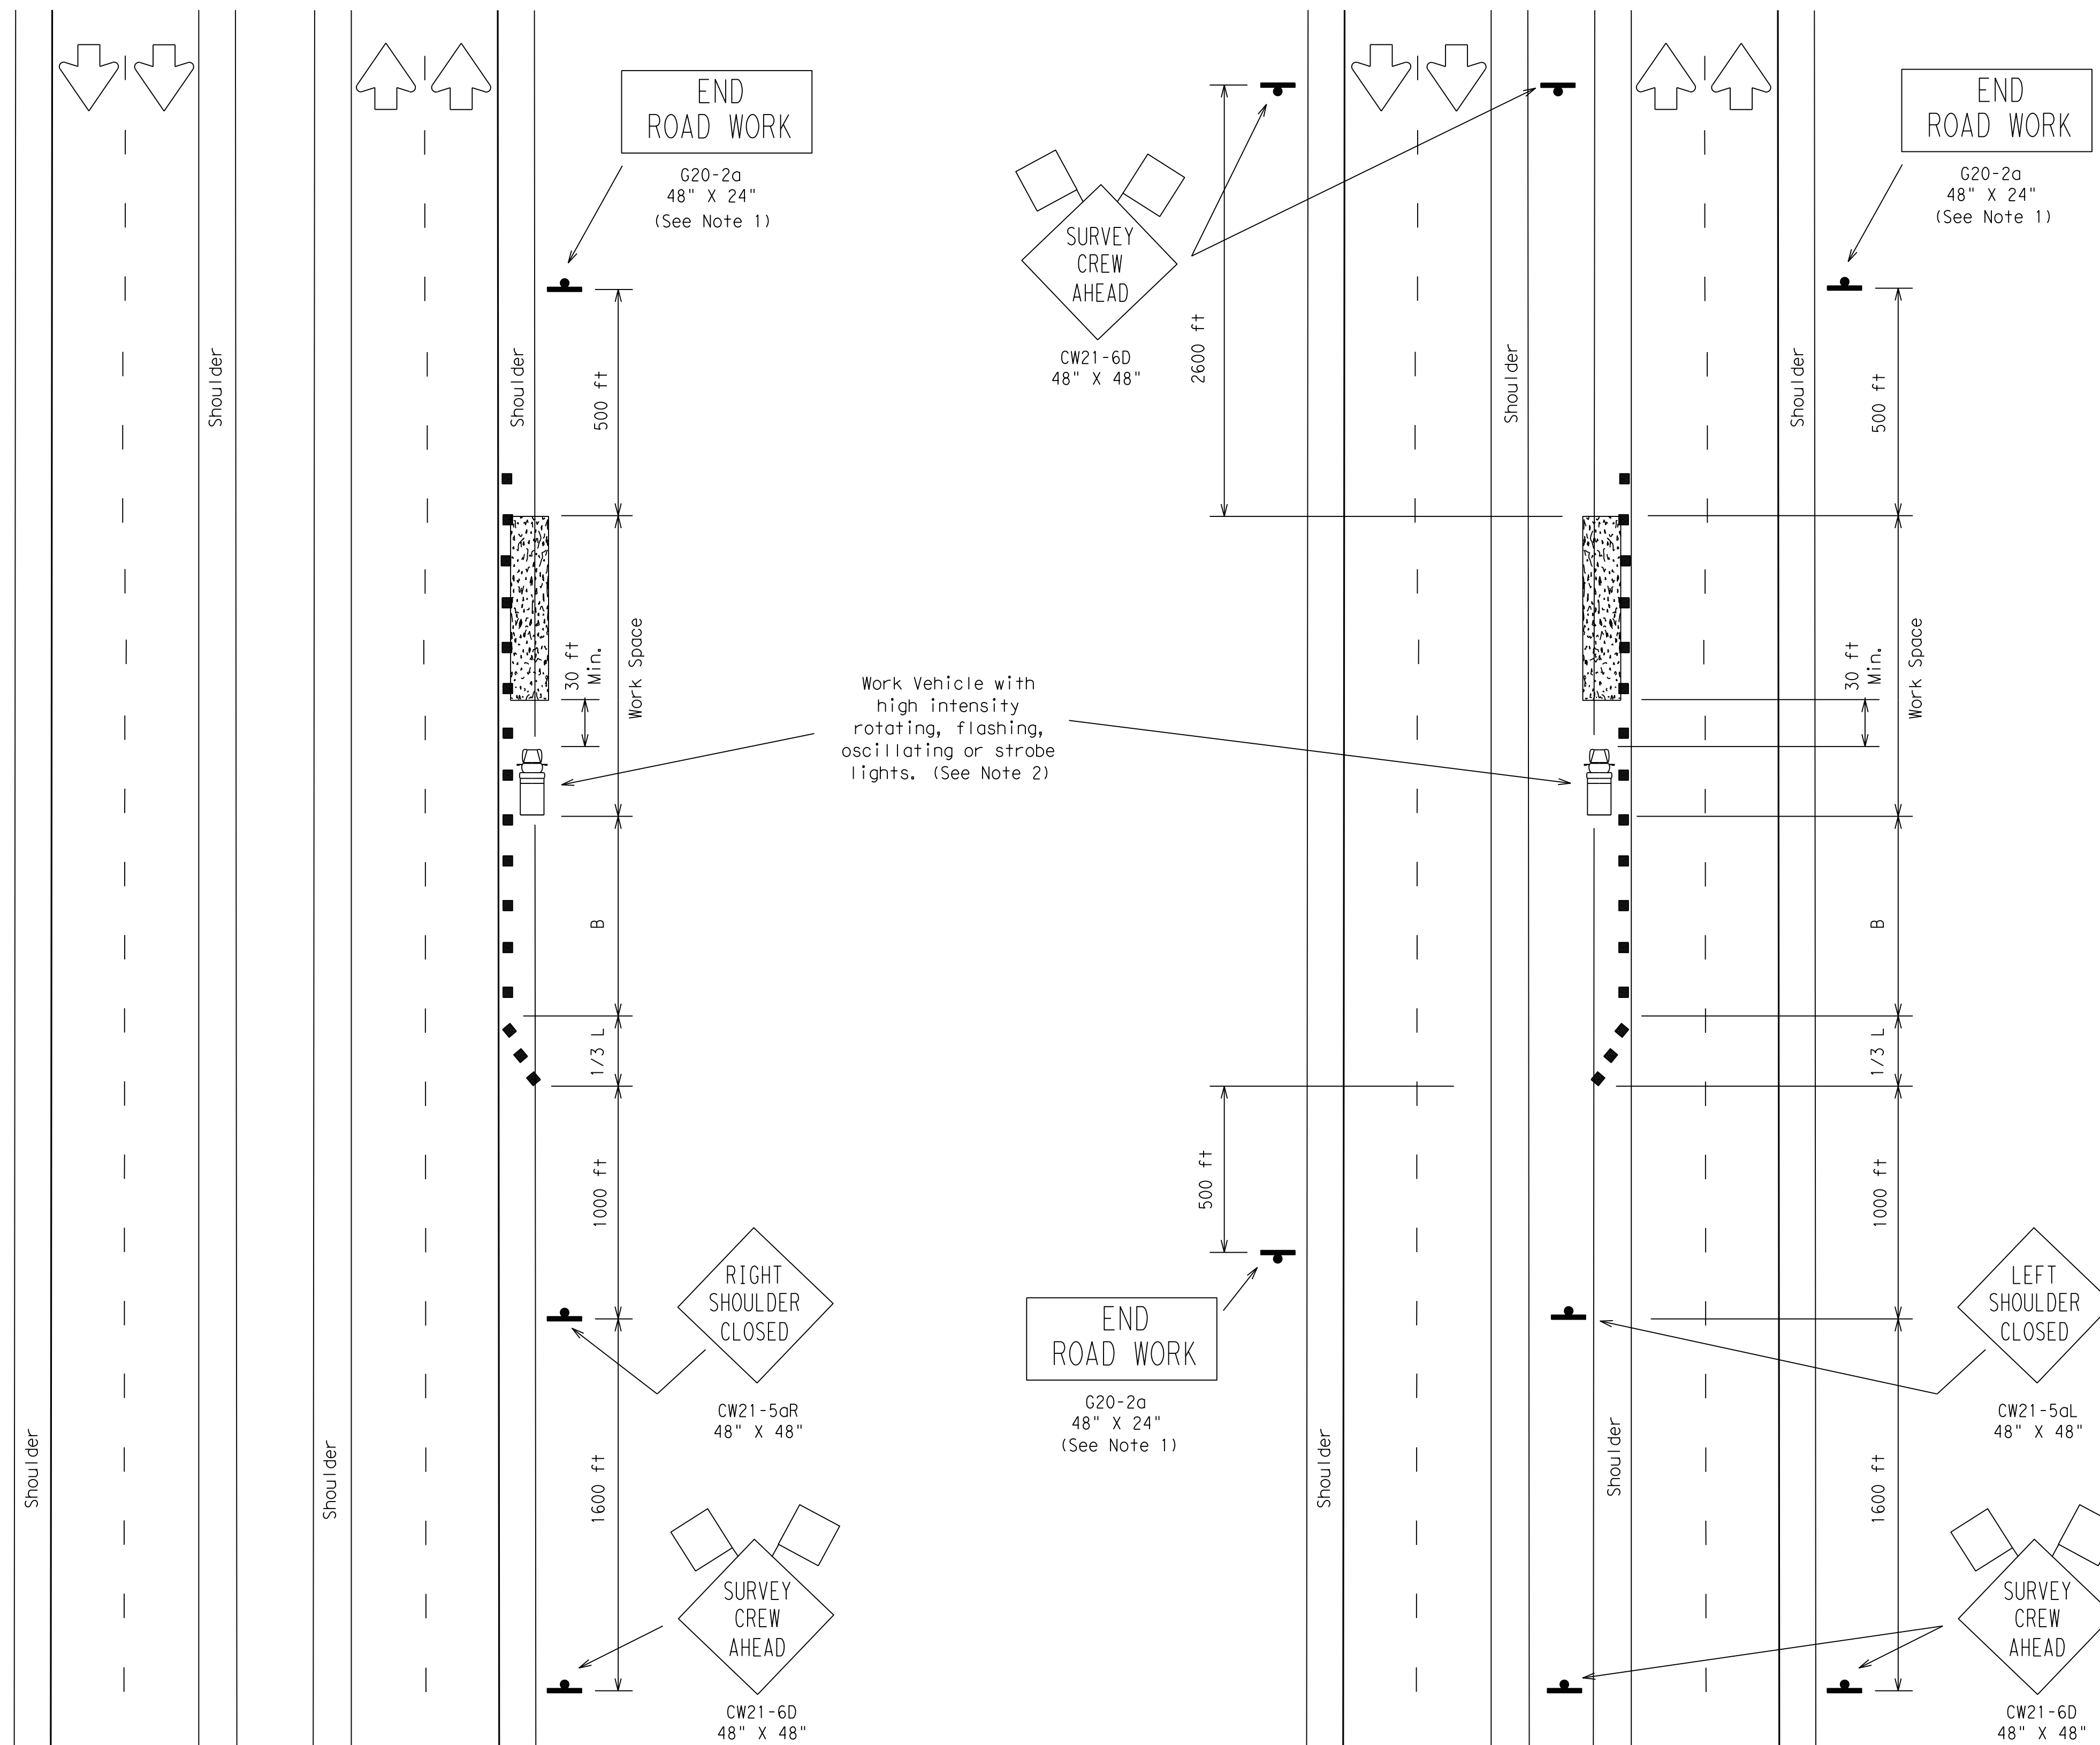 END
ROAD WORK
G20-2a
48" X 24"
(See Note 1)
Shoulder
Shoulder
500 ft
30 ft
Min.
Work Space
B
1/3 L
1000 ft
RIGHT
SHOULDER
CLOSED
CW21-5aR
48" X 48"
Shoulder
Shoulder
1600 ft
SURVEY
CREW
AHEAD
CW21-6D
48" X 48"
Work Vehicle with
high intensity
rotating, flashing,
oscillating or strobe
lights. (See Note 2)
SURVEY
CREW
AHEAD
CW21-6D
48" X 48"
2600 ft
Shoulder
Shoulder
END
ROAD WORK
G20-2a
48" X 24"
(See Note 1)
500 ft
30 ft
Min.
Work Space
B
1/3 L
500 ft
1000 ft
END
ROAD WORK
G20-2a
48" X 24"
(See Note 1)
LEFT
SHOULDER
CLOSED
CW21-5aL
48" X 48"
Shoulder
Shoulder
1600 ft
SURVEY
CREW
AHEAD
CW21-6D
48" X 48"